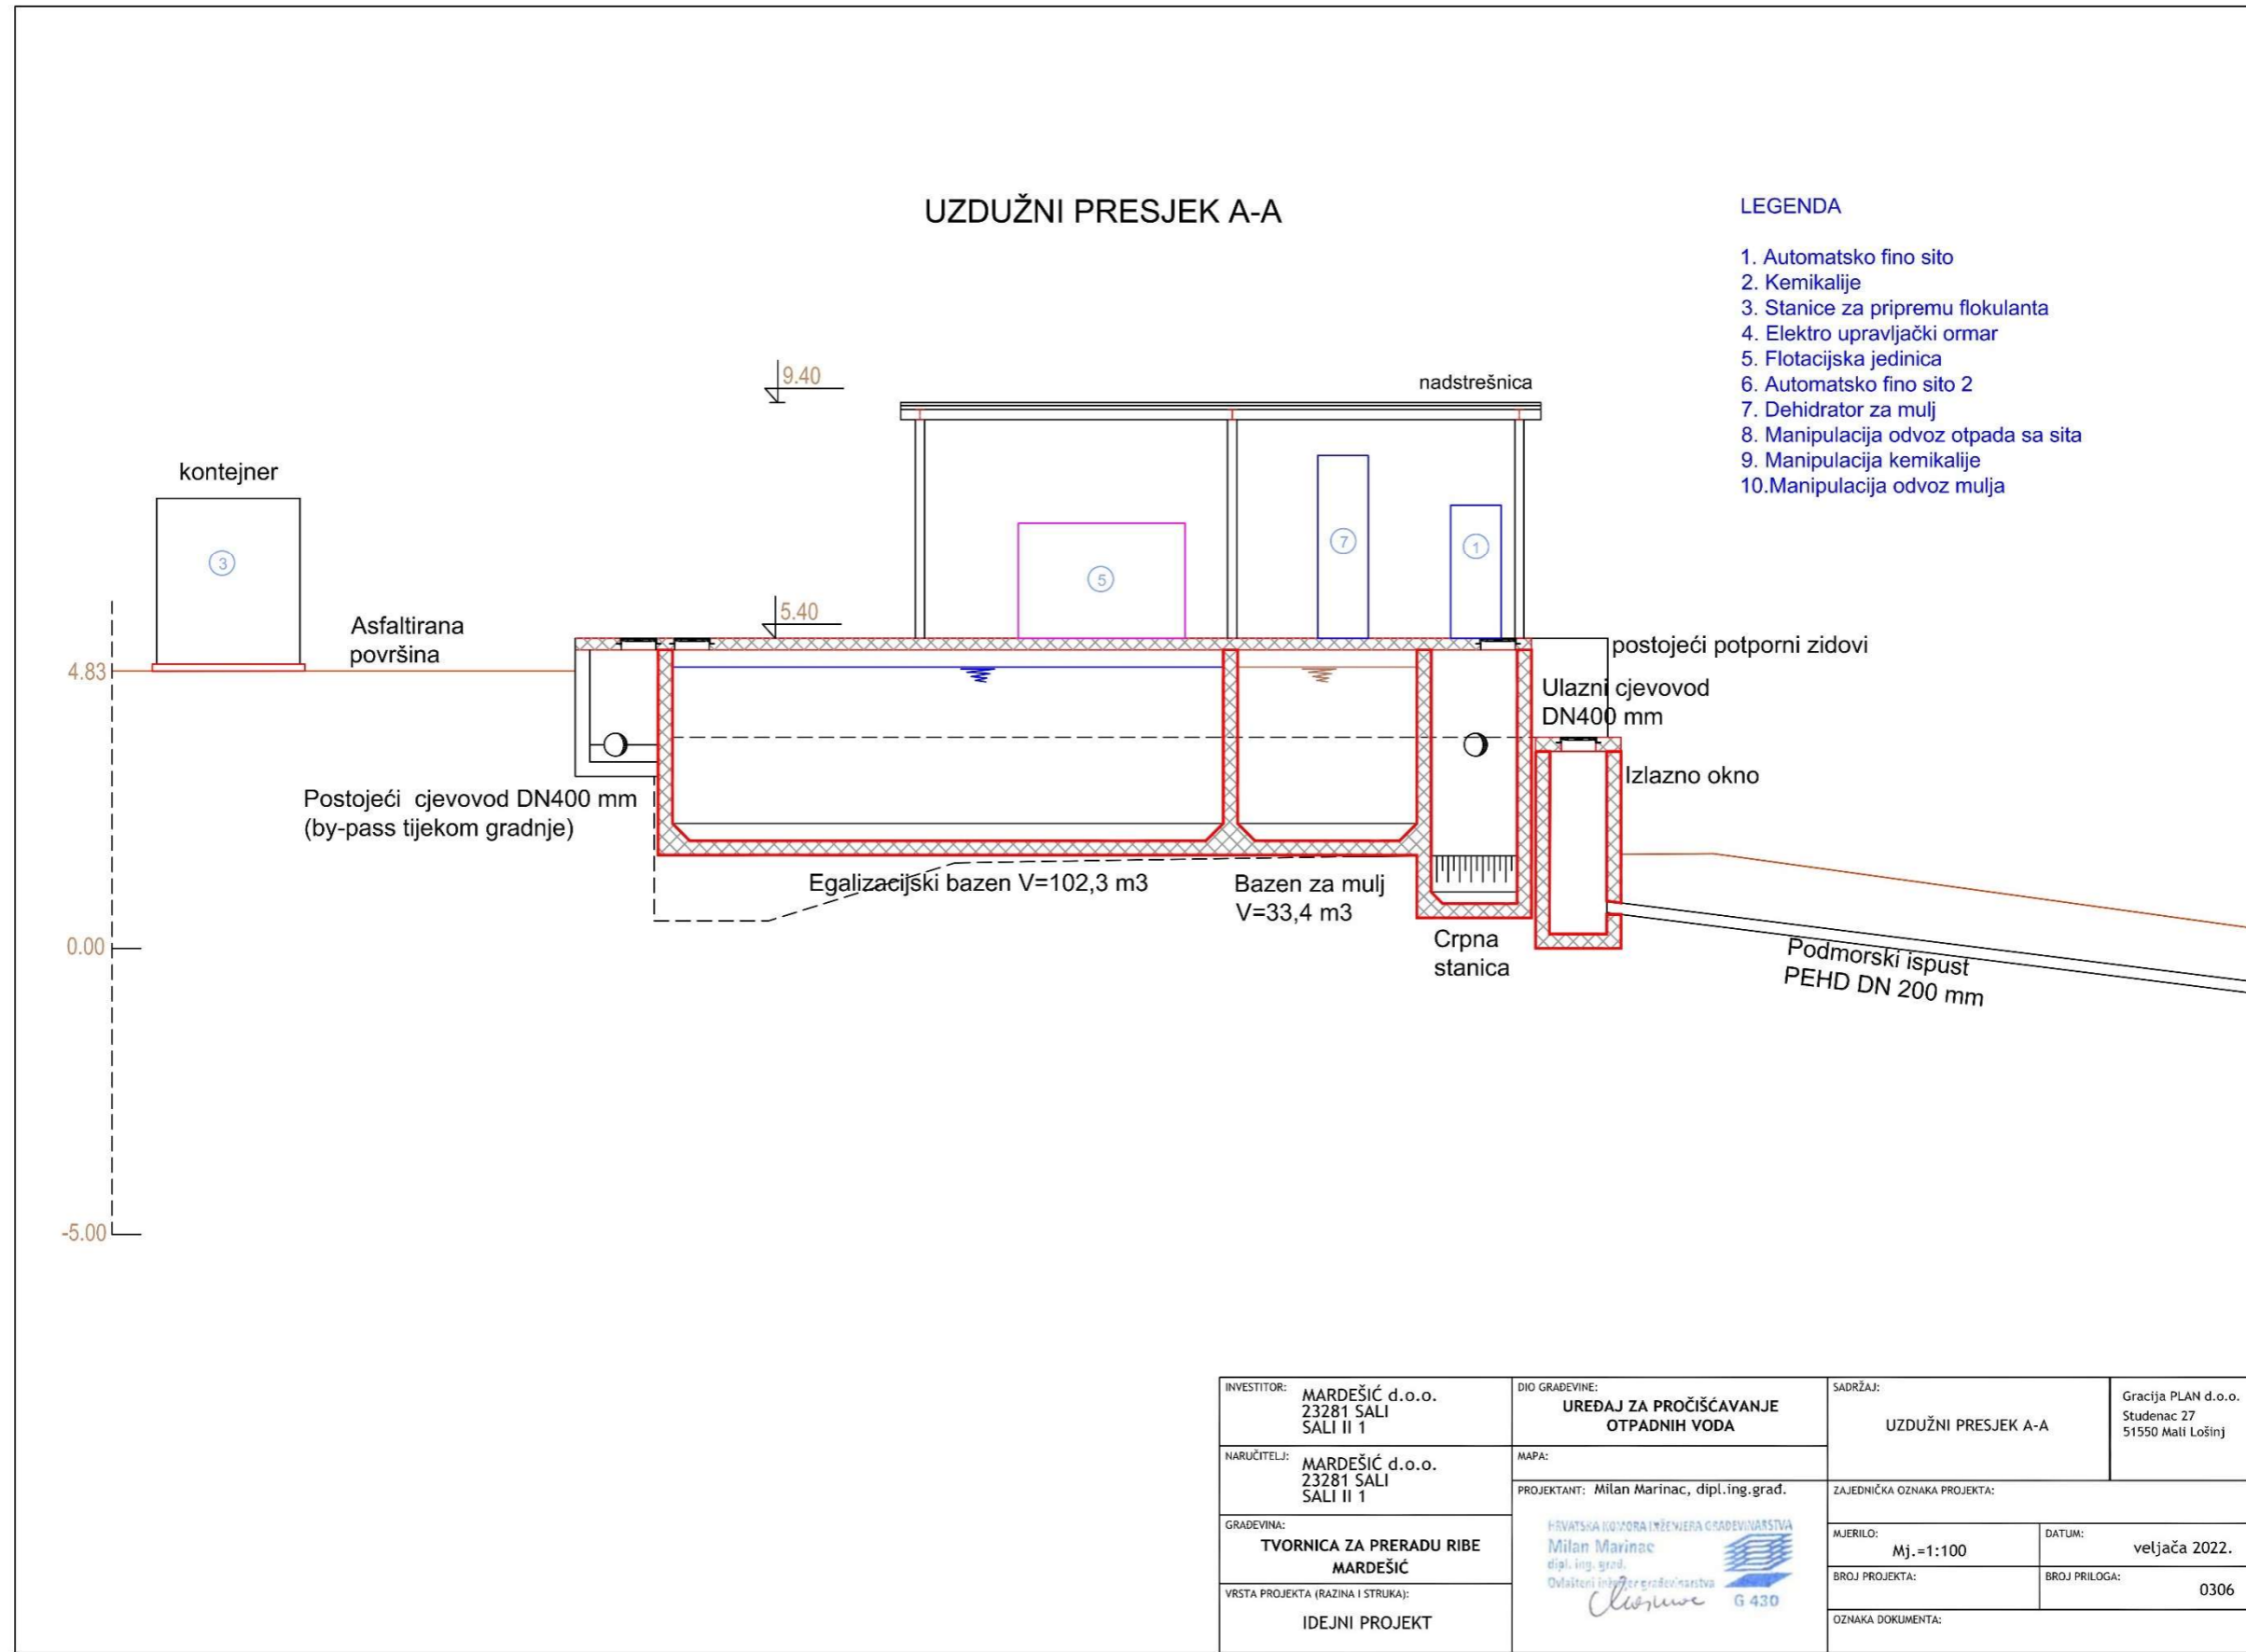 UZDUŽNI PRESJEK A-A
LEGENDA
1. Automatsko fino sito
2. Kemikalije
3. Stanice za pripremu flokulanta
4. Elektro upravljački ormar
5. Flotacijska jedinica
6. Automatsko fino sito 2
7. Dehidrator za mulj
8. Manipulacija odvoz otpada sa sita
9. Manipulacija kemikalije
10.Manipulacija odvoz mulja
9.40
nadstrešnica
kontejner
3
7
1
5
5.40
Asfaltirana
površina
4.83
postojeći potporni zidovi
Ulazni cjevovod
DN400 mm
Izlazno okno
Postojeći cjevovod DN400 mm
(by-pass tijekom gradnje)
Egalizacijski bazen V=102,3 m3
Bazen za mulj
V=33,4 m3
Crpna
stanica
0.00
Podmorski ispust
PEHD DN 200 mm
-5.00
INVESTITOR:
MARDEŠIĆ d.o.o.
23281 SALI
SALI II 1
NARUČITELJ:
MARDEŠIĆ d.o.o.
23281 SALI
SALI II 1
GRAĐEVINA:
TVORNICA ZA PRERADU RIBE
MARDEŠIĆ
VRSTA PROJEKTA (RAZINA I STRUKA):
IDEJNI PROJEKT
DIO GRAĐEVINE:
UREĐAJ ZA PROČIŠĆAVANJE
OTPADNIH VODA
MAPA:
PROJEKTANT: Milan Marinac, dipl.ing.građ.
HRVATSKA KOMORA INŽENJERA GRAĐEVINARSTVA
Milan Marinac
dipl. ing. građ.
Ovlašteni inženjer građevinarstva
G 430
SADRŽAJ:
UZDUŽNI PRESJEK A-A
Gracija PLAN d.o.o.
Studenac 27
51550 Mali Lošinj
ZAJEDNIČKA OZNAKA PROJEKTA:
MJERILO:
Mj.=1:100
DATUM:
veljača 2022.
BROJ PROJEKTA:
BROJ PRILOGA:
0306
OZNAKA DOKUMENTA: